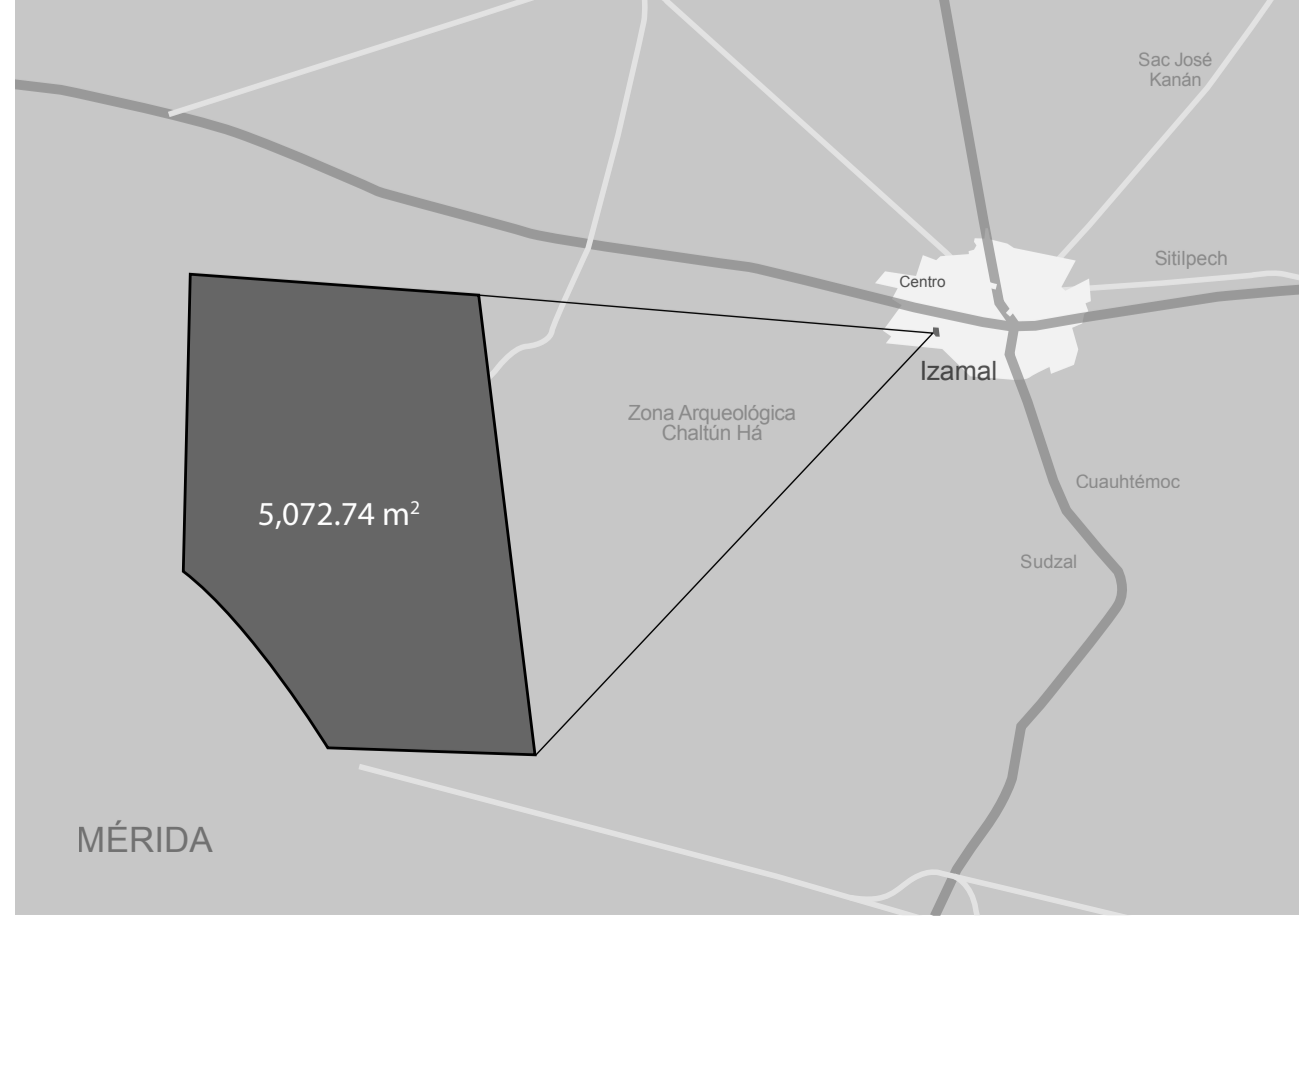 Sac José
Kanán
Sitilpech
Centro
Izamal
Zona Arqueológica
Chaltún Há
Cuauhtémoc
5,072.74 m²
Sudzal
MÉRIDA